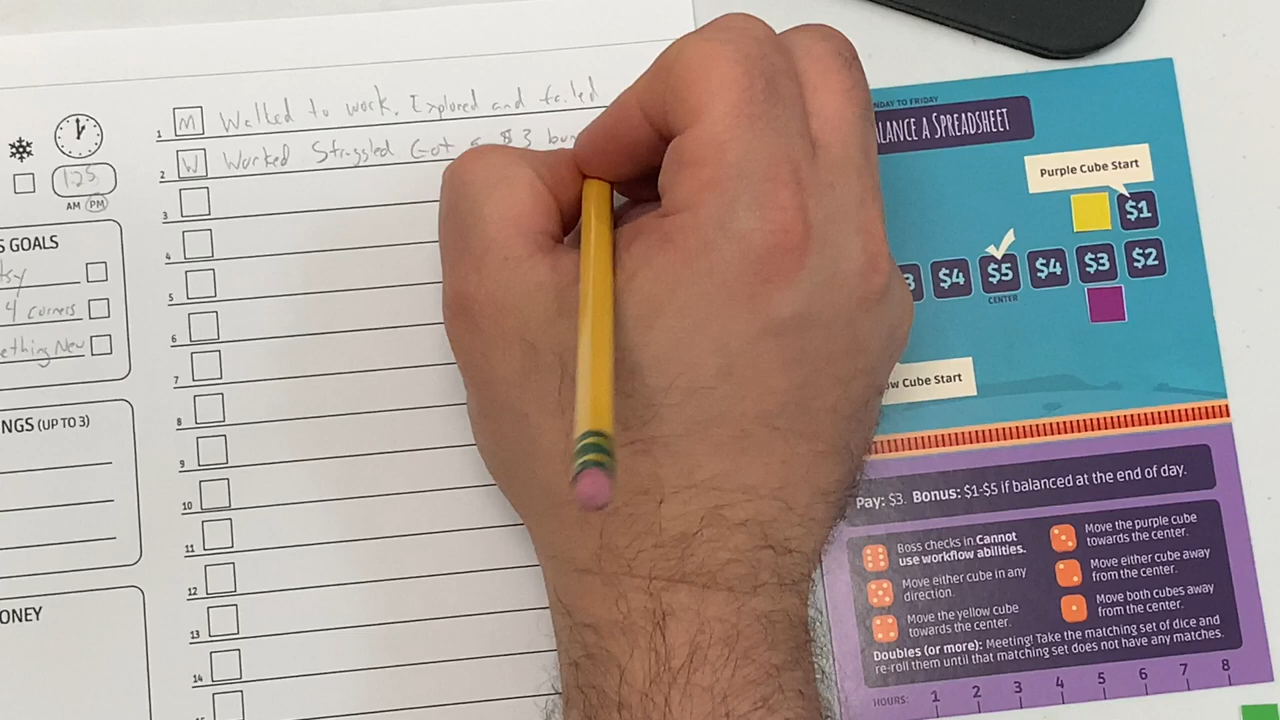 1 M Walked to work. Explored and failed
2 W Worked Struggled Got a $3
3
4
5
6
7
8
9
10
11
12
13
14
1:25
AM PM
GOALS
4 corners
(UP TO 3)
NDAY TO FRIDAY
ALANCE A SPREADSHEET
Purple Cube Start
$1
3 $4 $5 $4 $3 $2
CENTER
Cube Start
Pay: $3. Bonus: $1-$5 if balanced at the end of day.
Boss checks in. Cannot
use workflow abilities.
Move either cube in any
direction.
Move the yellow cube
towards the center.
Move the purple cube
towards the center.
Move either cube away
from the center.
Move both cubes away
from the center.
Doubles (or more): Meeting! Take the matching set of dice and
re-roll them until that matching set does not have any matches.
HOURS: 1 2 3 4 5 6 7 8